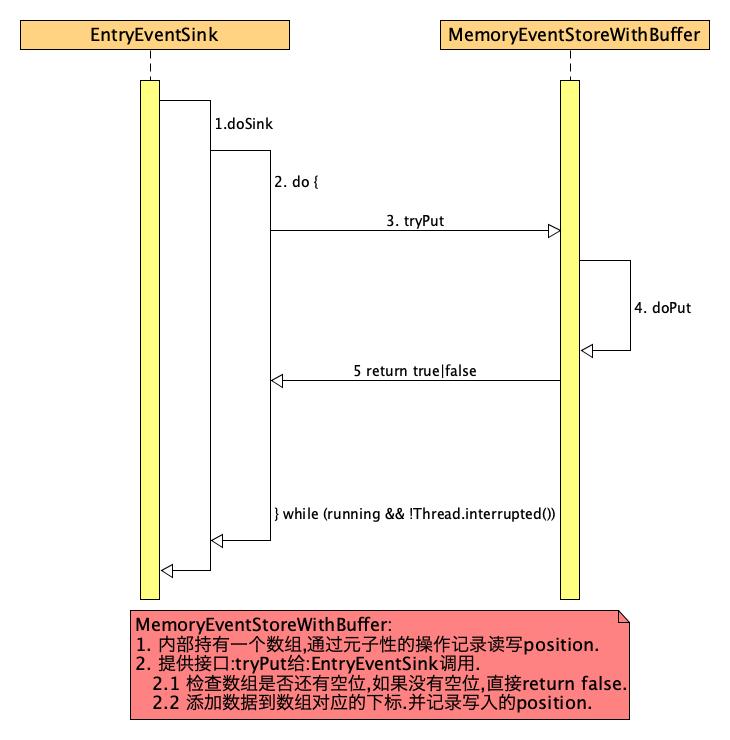 EntryEventSink
MemoryEventStoreWithBuffer
1.doSink
2. do {
3. tryPut
4. doPut
5 return true|false
} while (running && !Thread.interrupted())
MemoryEventStoreWithBuffer:
1. 内部持有一个数组,通过元子性的操作记录读写position.
2. 提供接口:tryPut给:EntryEventSink调用.
2.1 检查数组是否还有空位,如果没有空位,直接return false.
2.2 添加数据到数组对应的下标.并记录写入的position.